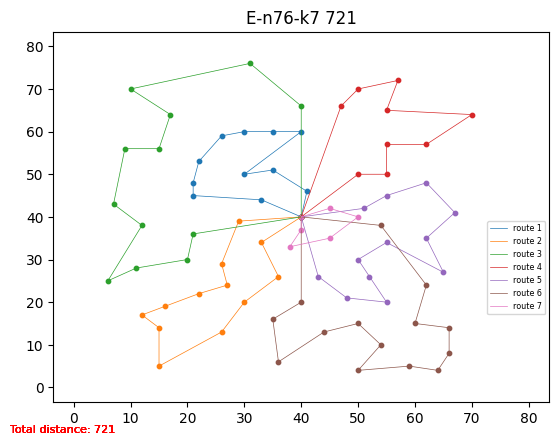 E-n76-k7 721
80
70
60
50
40
30
20
10
0
0 10 20 30 40 50 60 70 80
route 1
route 2
route 3
route 4
route 5
route 6
route 7
Total distance: 721